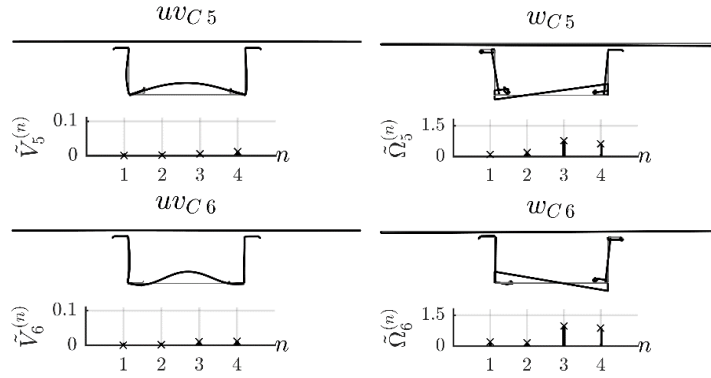 uv_{C 5}
w_{C 5}
Ṽ_5^{(n)}
0.1
0
1 2 3 4
n
Ω̃_5^{(n)}
1.5
0
1 2 3 4
n
uv_{C 6}
w_{C 6}
Ṽ_6^{(n)}
0.1
0
1 2 3 4
n
Ω̃_6^{(n)}
1.5
0
1 2 3 4
n